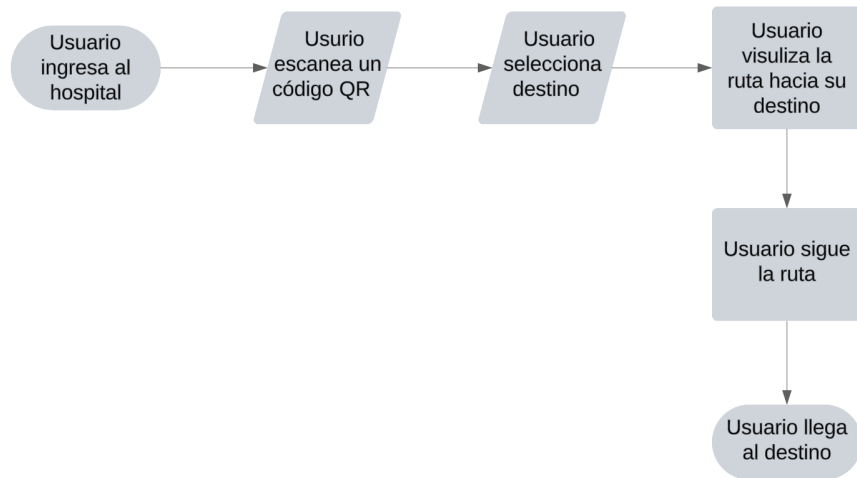 Usuario
ingresa al
hospital
Usurio
escanea un
código QR
Usuario
selecciona
destino
Usuario
visuliza la
ruta hacia su
destino
Usuario sigue
la ruta
Usuario llega
al destino